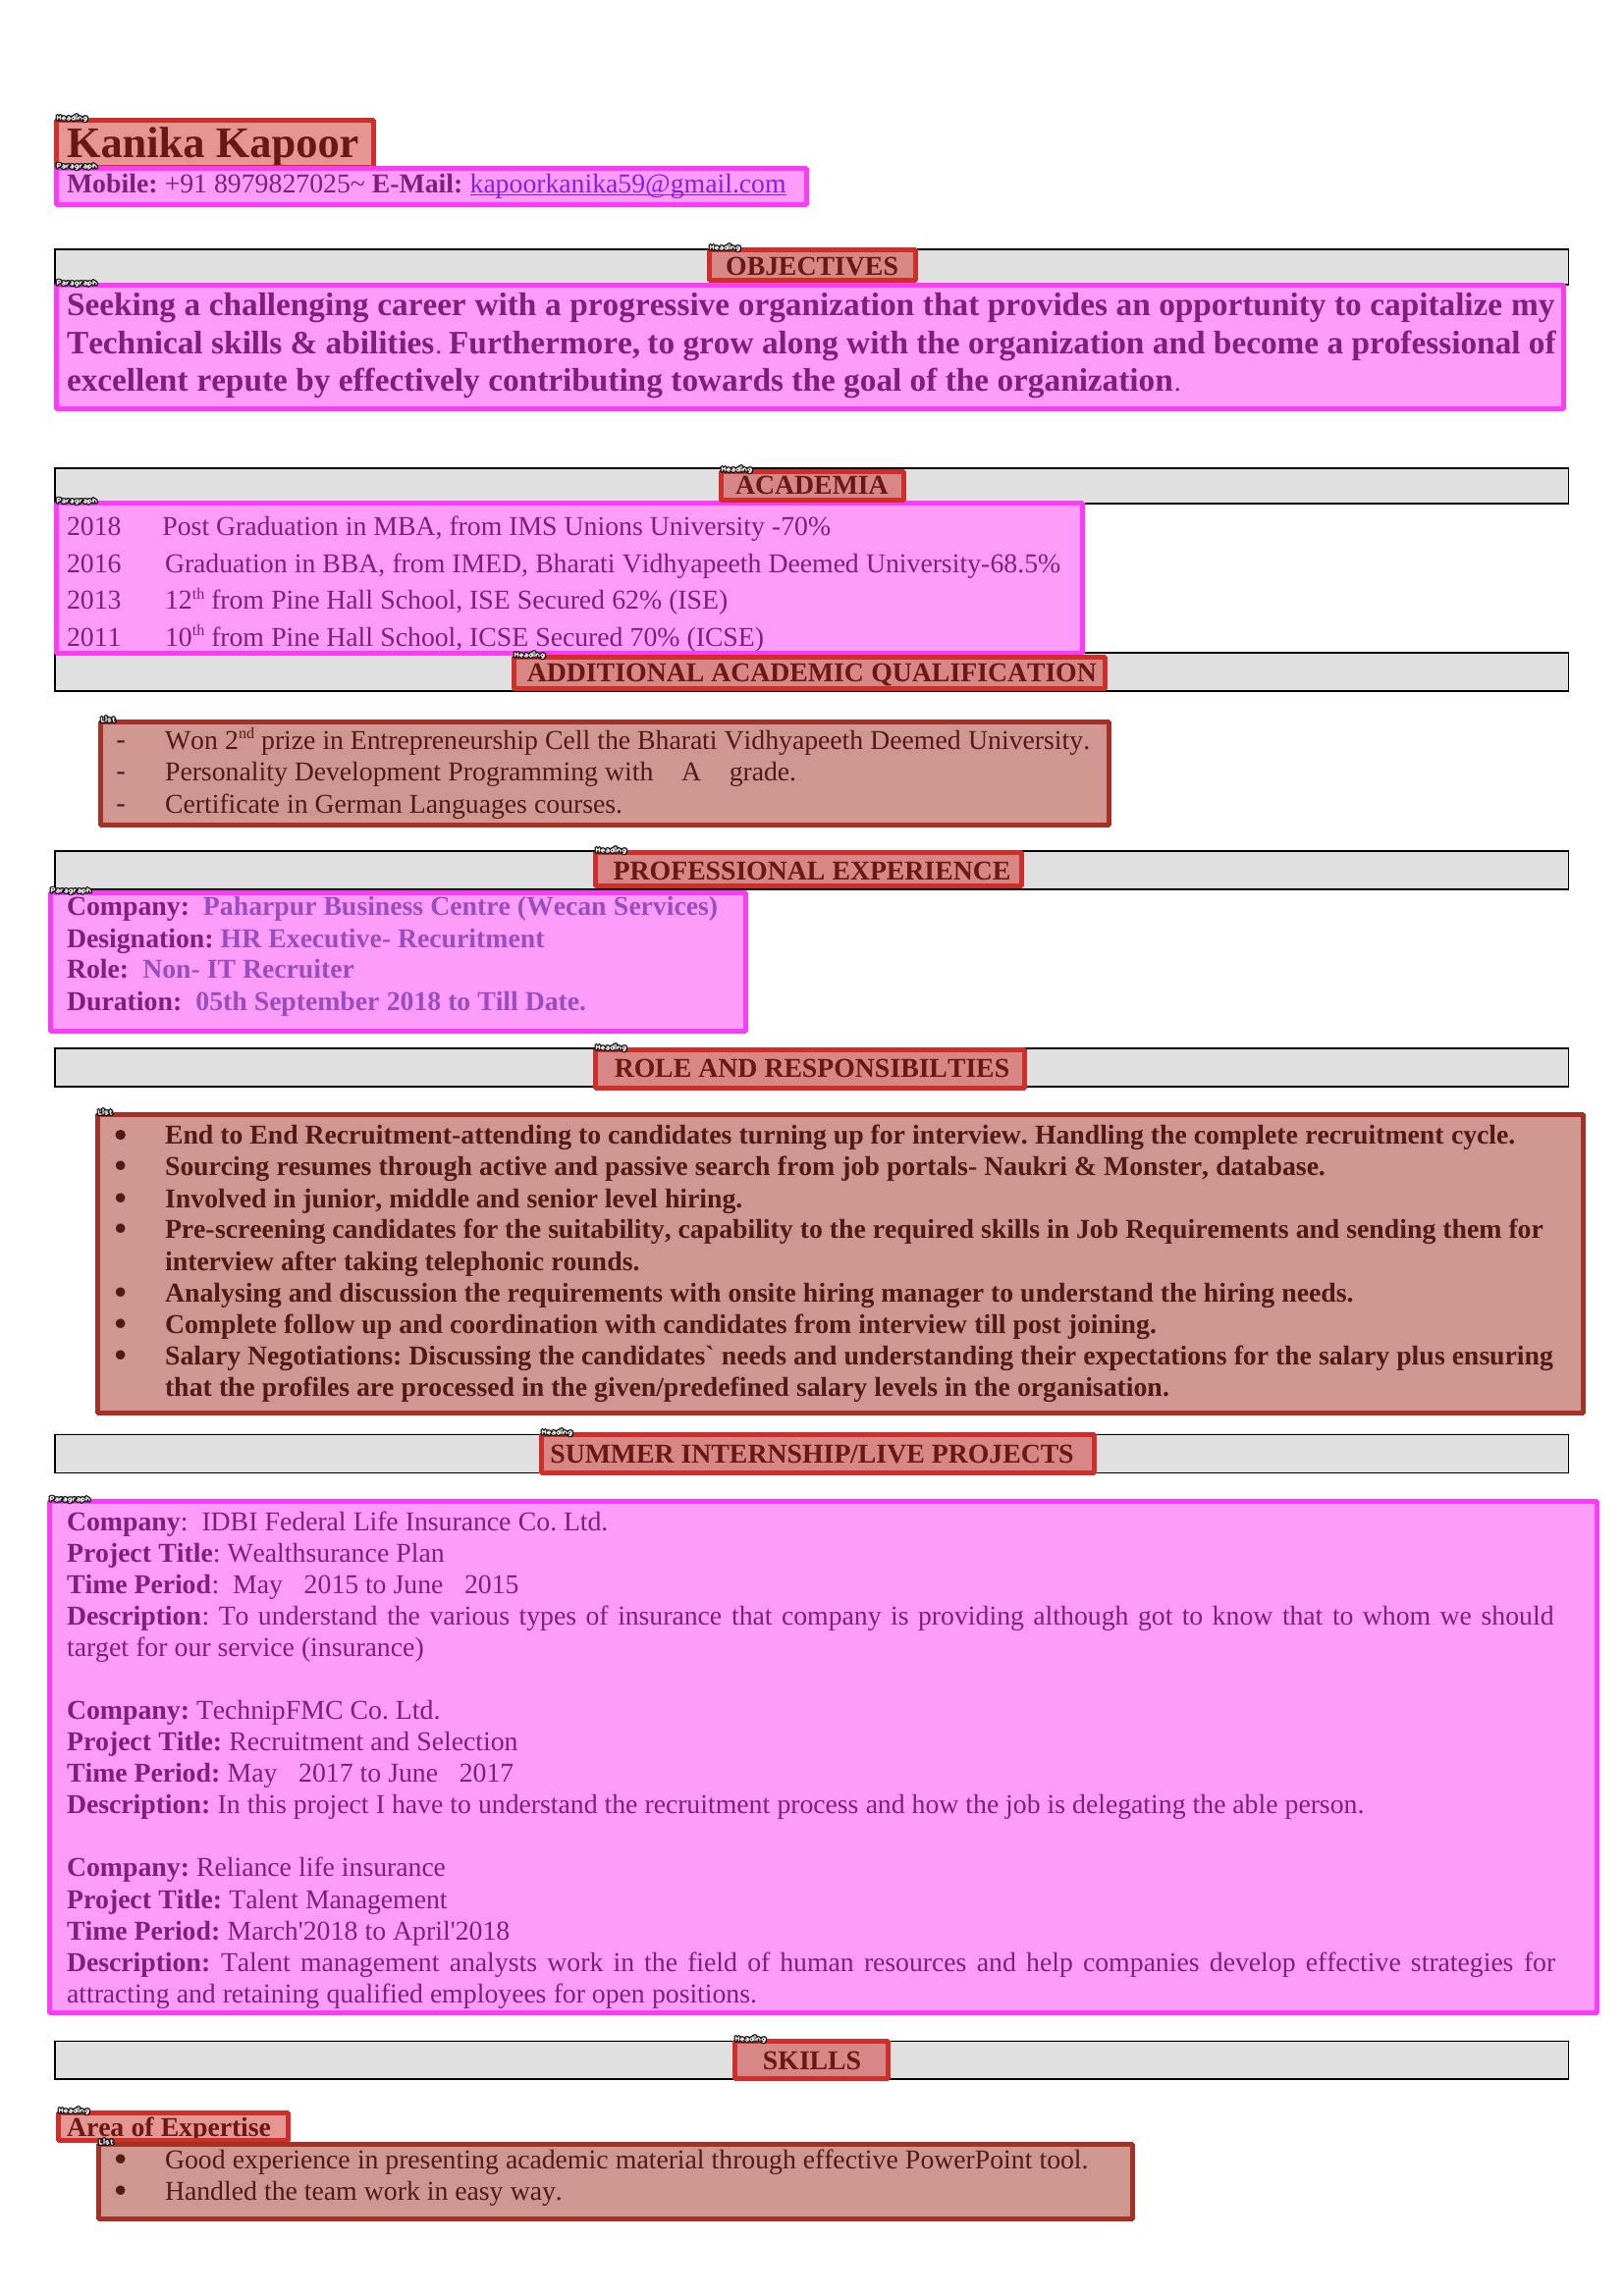 Heading
Kanika Kapoor
Paragraph
Mobile: +91 8979827025~ E-Mail: kapoorkanika59@gmail.com
Heading
OBJECTIVES
Paragraph
Seeking a challenging career with a progressive organization that provides an opportunity to capitalize my
Technical skills & abilities. Furthermore, to grow along with the organization and become a professional of
excellent repute by effectively contributing towards the goal of the organization.
Heading
ACADEMIA
Paragraph
2018 Post Graduation in MBA, from IMS Unions University -70%
2016 Graduation in BBA, from IMED, Bharati Vidhyapeeth Deemed University-68.5%
2013 12th from Pine Hall School, ISE Secured 62% (ISE)
2011 10th from Pine Hall School, ICSE Secured 70% (ICSE)
Heading
ADDITIONAL ACADEMIC QUALIFICATION
List
- Won 2nd prize in Entrepreneurship Cell the Bharati Vidhyapeeth Deemed University.
- Personality Development Programming with A grade.
- Certificate in German Languages courses.
Heading
PROFESSIONAL EXPERIENCE
Paragraph
Company: Paharpur Business Centre (Wecan Services)
Designation: HR Executive- Recuritment
Role: Non- IT Recruiter
Duration: 05th September 2018 to Till Date.
Heading
ROLE AND RESPONSIBILTIES
List
• End to End Recruitment-attending to candidates turning up for interview. Handling the complete recruitment cycle.
• Sourcing resumes through active and passive search from job portals- Naukri & Monster, database.
• Involved in junior, middle and senior level hiring.
• Pre-screening candidates for the suitability, capability to the required skills in Job Requirements and sending them for
interview after taking telephonic rounds.
• Analysing and discussion the requirements with onsite hiring manager to understand the hiring needs.
• Complete follow up and coordination with candidates from interview till post joining.
• Salary Negotiations: Discussing the candidates` needs and understanding their expectations for the salary plus ensuring
that the profiles are processed in the given/predefined salary levels in the organisation.
Heading
SUMMER INTERNSHIP/LIVE PROJECTS
Paragraph
Company: IDBI Federal Life Insurance Co. Ltd.
Project Title: Wealthsurance Plan
Time Period: May 2015 to June 2015
Description: To understand the various types of insurance that company is providing although got to know that to whom we should
target for our service (insurance)
Company: TechnipFMC Co. Ltd.
Project Title: Recruitment and Selection
Time Period: May 2017 to June 2017
Description: In this project I have to understand the recruitment process and how the job is delegating the able person.
Company: Reliance life insurance
Project Title: Talent Management
Time Period: March'2018 to April'2018
Description: Talent management analysts work in the field of human resources and help companies develop effective strategies for
attracting and retaining qualified employees for open positions.
Heading
SKILLS
Heading
Area of Expertise
List
• Good experience in presenting academic material through effective PowerPoint tool.
• Handled the team work in easy way.